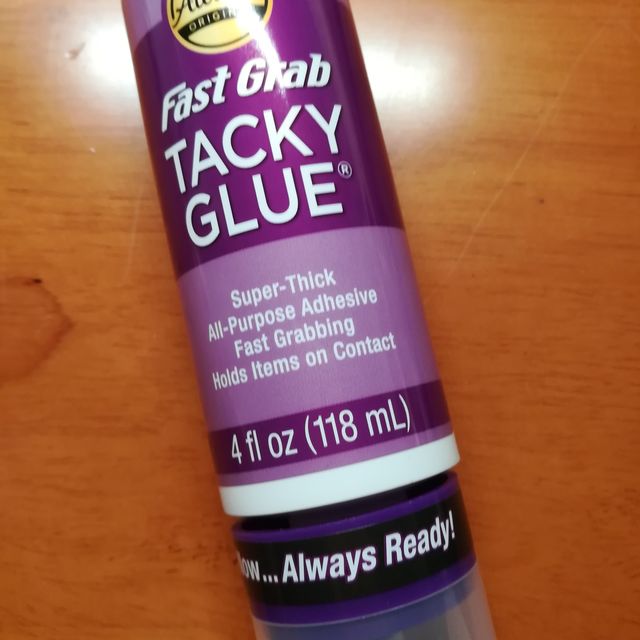 ORIGINAL
Fast Grab
TACKY
GLUE®
Super-Thick
All-Purpose Adhesive
Fast Grabbing
Holds Items on Contact
4 fl oz (118 mL)
...Always Ready!